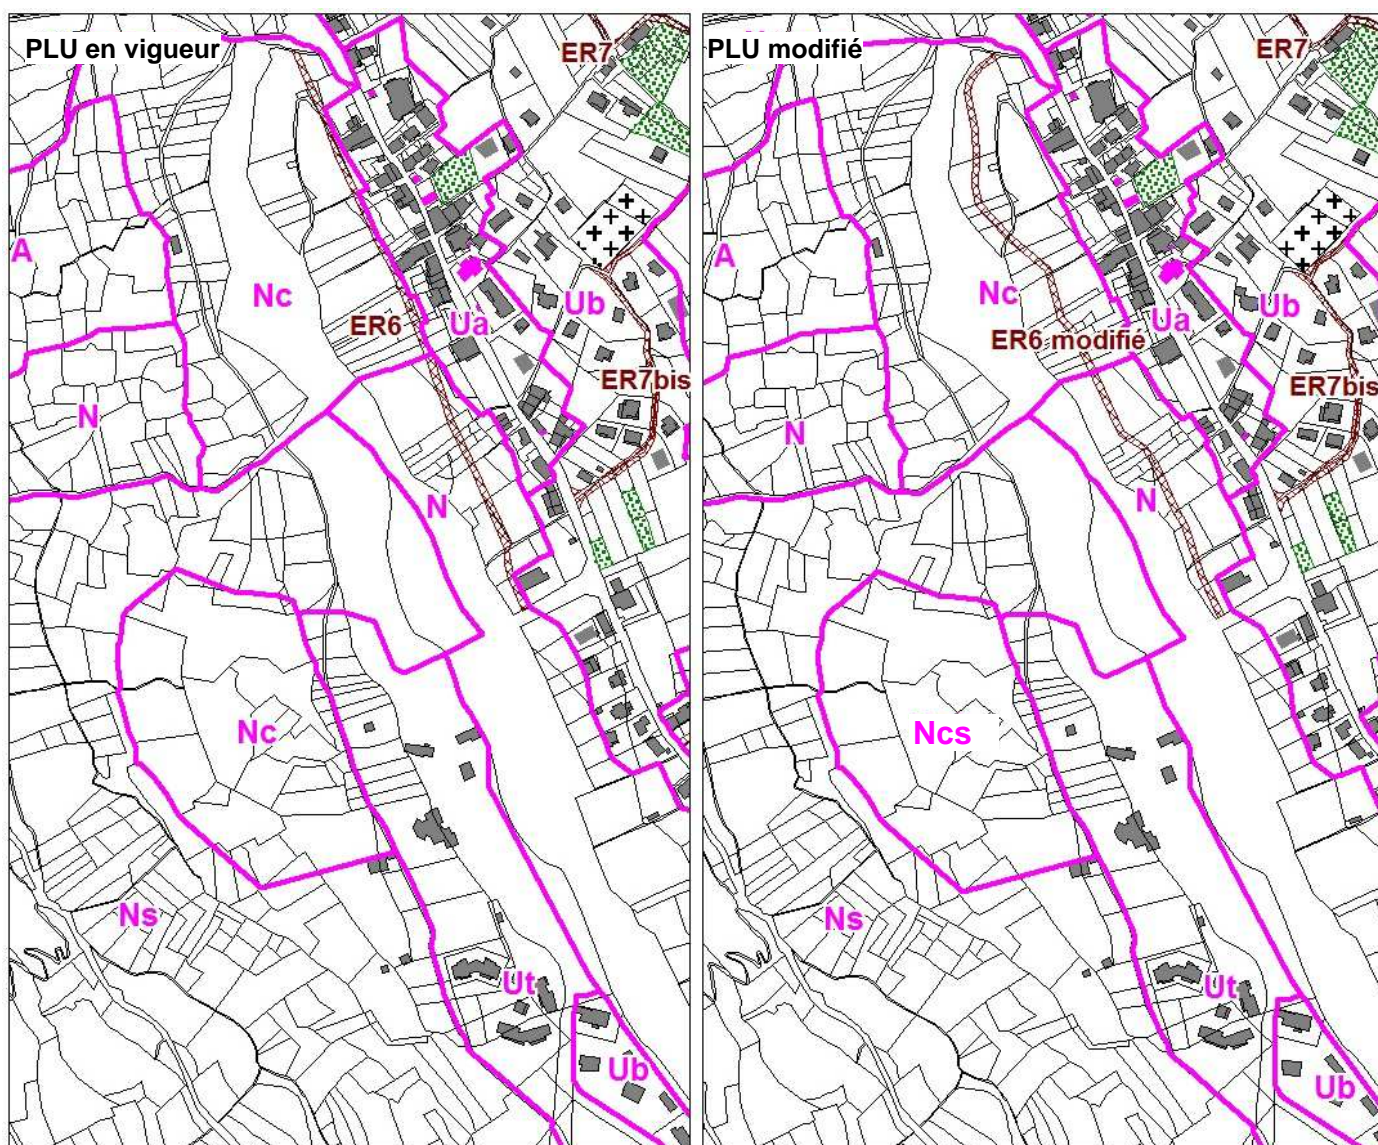 PLU en vigueur
ER7
A
Nc
ER6
Ua
Ub
ER7bis
N
N
Nc
Ns
Ut
Ub
PLU modifié
ER7
A
Nc
Ua
Ub
ER6 modifié
ER7bis
N
N
Ncs
Ns
Ut
Ub